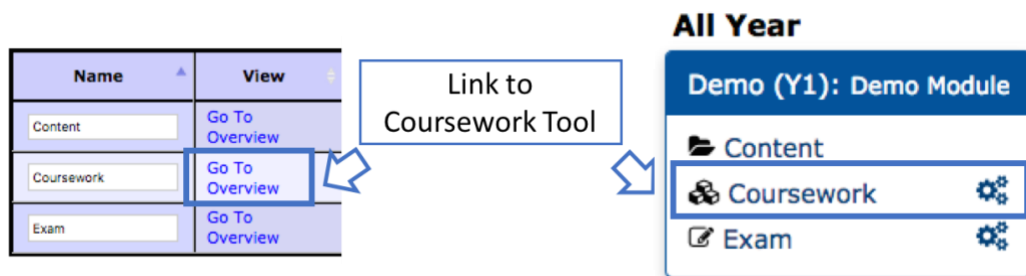 Name View
Content Go To
Overview
Coursework Go To
Overview
Exam Go To
Overview
Link to
Coursework Tool
All Year
Demo (Y1): Demo Module
Content
Coursework
Exam